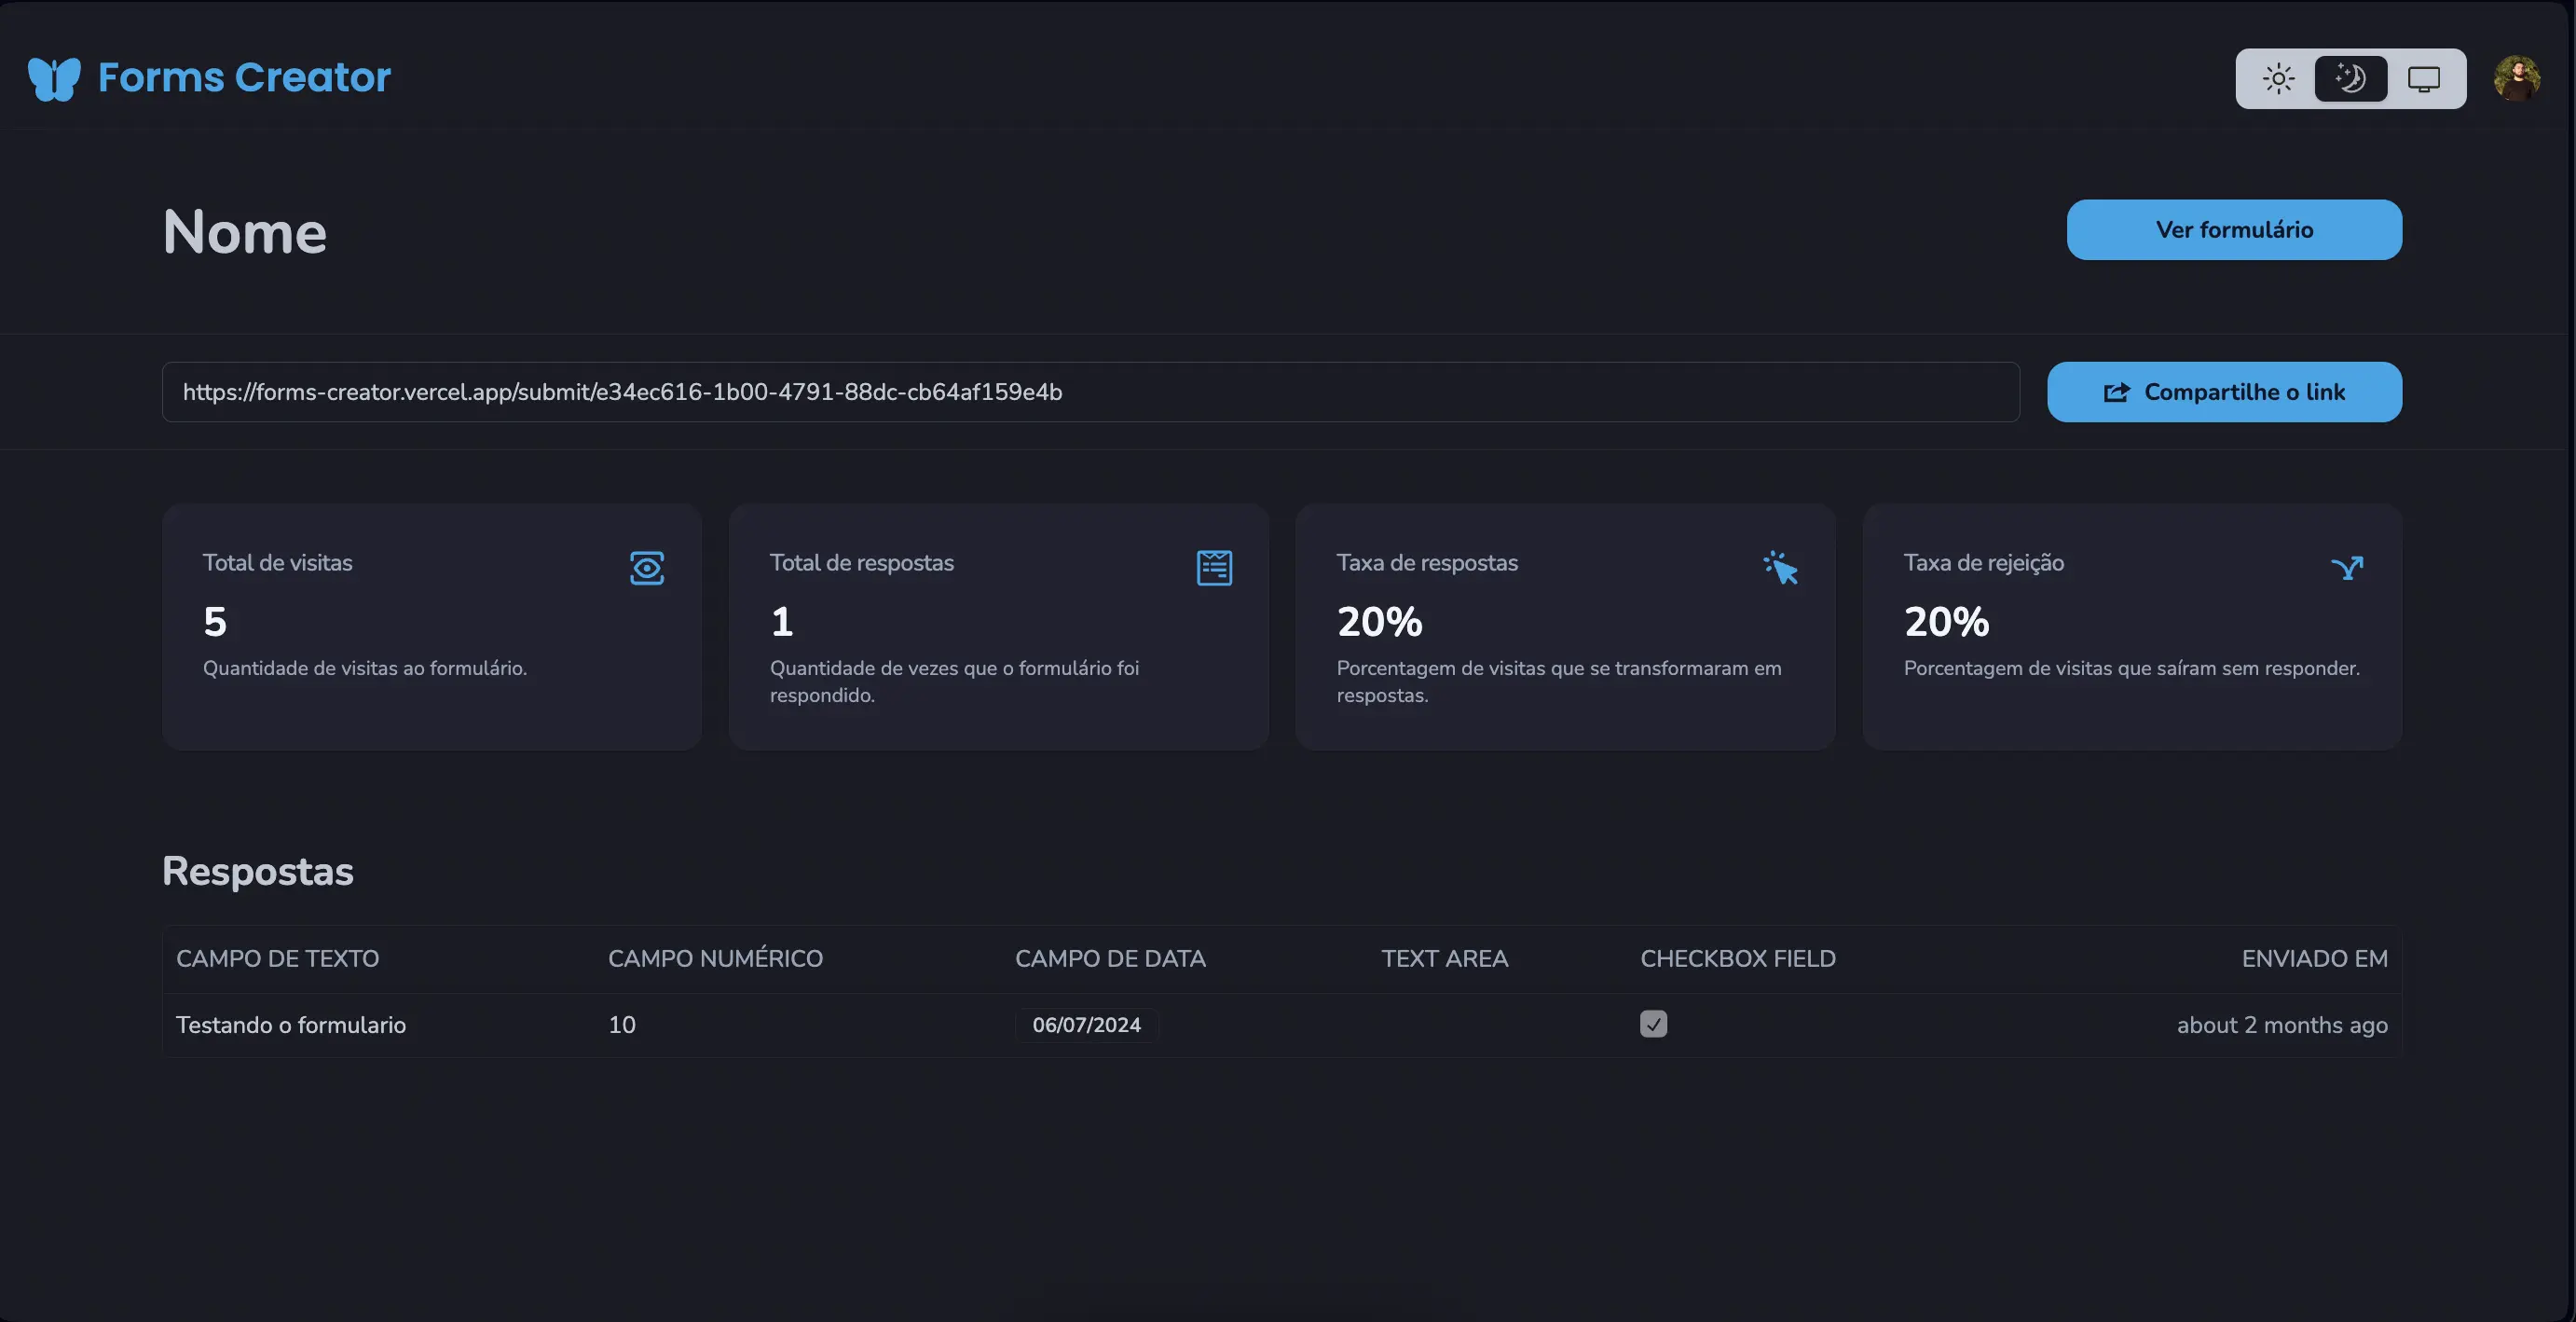 Forms Creator
Nome
Ver formulário
https://forms-creator.vercel.app/submit/e34ec616-1b00-4791-88dc-cb64af159e4b
Compartilhe o link
Total de visitas
5
Quantidade de visitas ao formulário.
Total de respostas
1
Quantidade de vezes que o formulário foi
respondido.
Taxa de respostas
20%
Porcentagem de visitas que se transformaram em
respostas.
Taxa de rejeição
20%
Porcentagem de visitas que saíram sem responder.
Respostas
CAMPO DE TEXTO CAMPO NUMÉRICO CAMPO DE DATA TEXT AREA CHECKBOX FIELD ENVIADO EM
Testando o formulario 10 06/07/2024 about 2 months ago